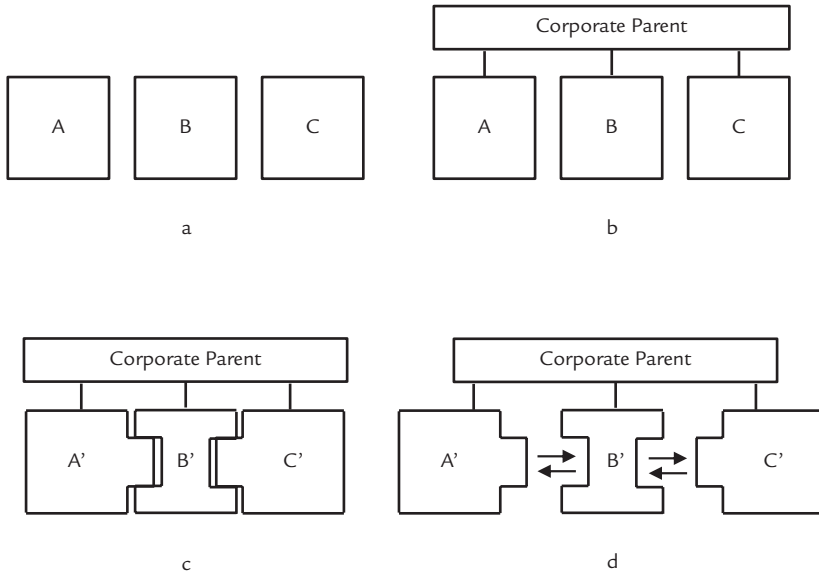 Corporate Parent
A B C
A B C
a
b
Corporate Parent
Corporate Parent
A’ B’ C’
A’ B’ C’
c
d